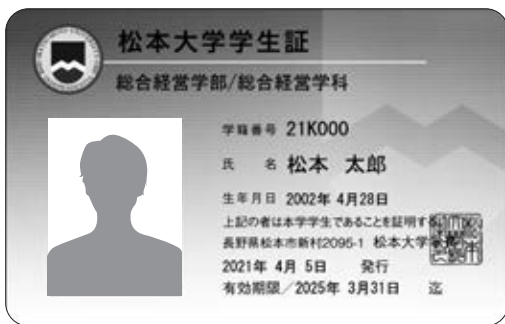 松本大学学生証
総合経営学部/総合経営学科
学籍番号 21K000
氏 名 松本 太郎
生年月日 2002年 4月28日
上記の者は本学学生であることを証明する
長野県松本市新村2095-1 松本大学学長
2021年 4月 5日 発行
有効期限/2025年 3月31日 迄